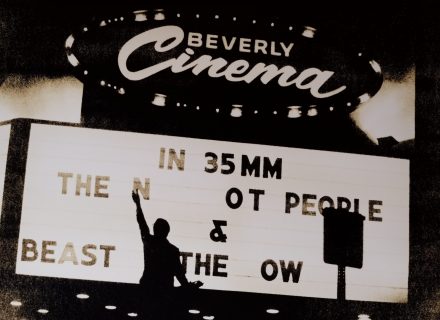 BEVERLY
Cinema
IN 35MM
THE N OT PEOPLE
&
BEAST THE OW